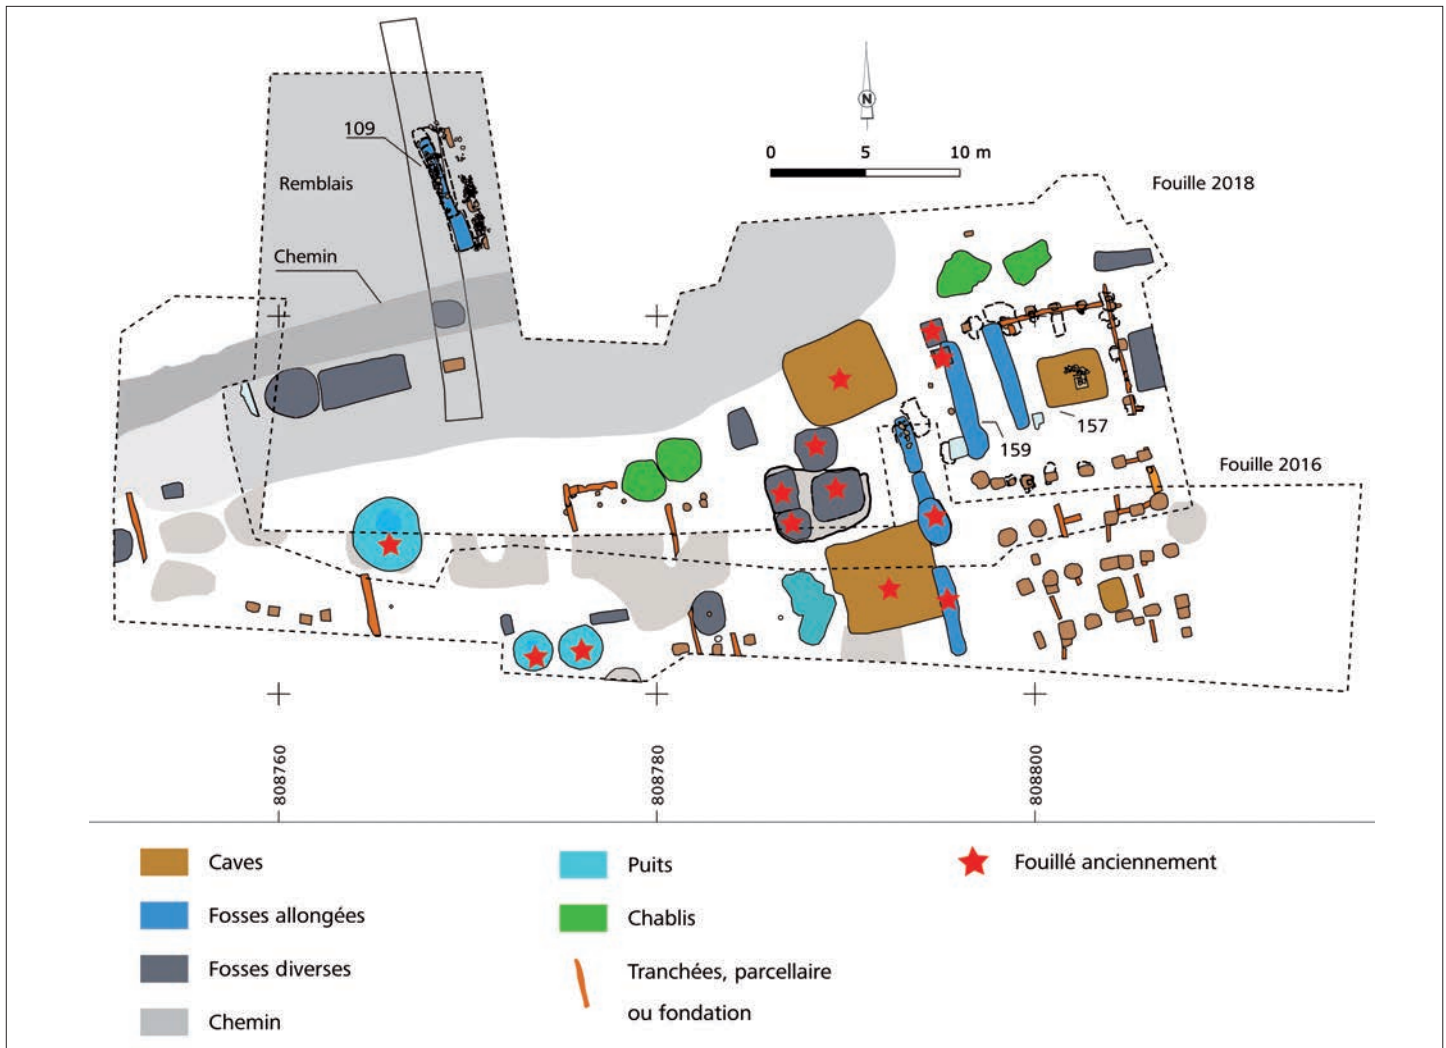 N
109
0 5 10 m
Remblais
Fouille 2018
Chemin
157
159
Fouille 2016
808760
808780
808800
Caves
Puits
Fouillé anciennement
Fosses allongées
Chablis
Fosses diverses
Tranchées, parcellaire
ou fondation
Chemin